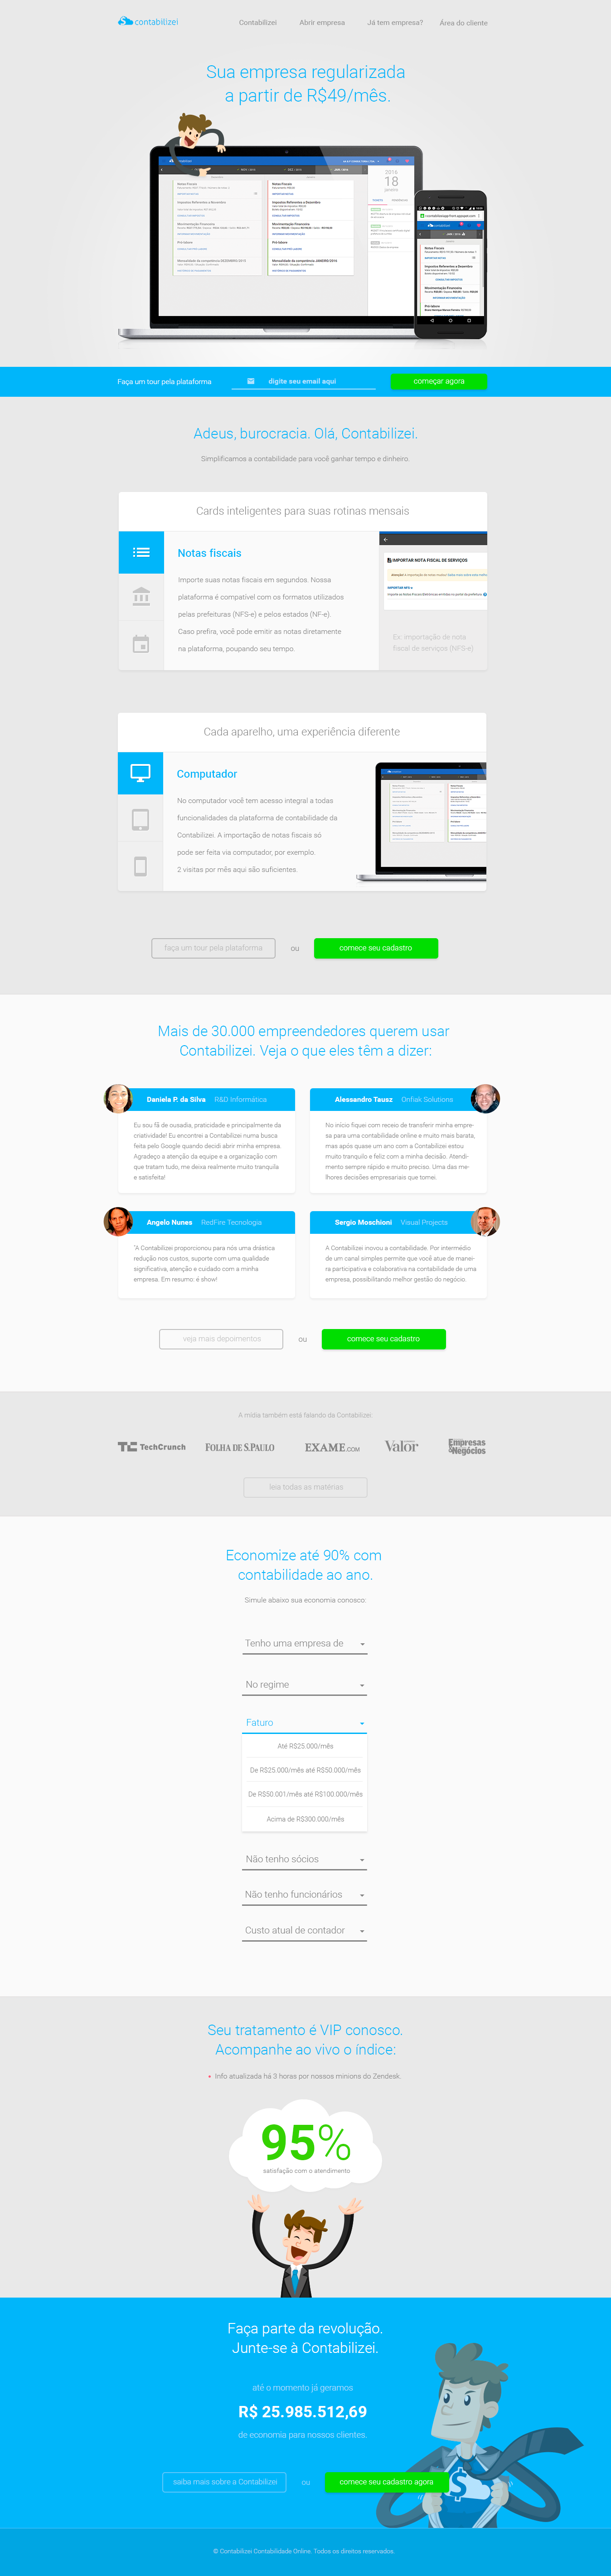 contabilizei
Contabilizei
Abrir empresa
Já tem empresa?
Área do cliente
Sua empresa regularizada
a partir de R$49/mês.
2016
18
Notas Fiscais
Impostos Referentes a Dezembro
Movimentação Financeira
Pró-labore
Faça um tour pela plataforma
digite seu email aqui
começar agora
Adeus, burocracia. Olá, Contabilizei.
Simplificamos a contabilidade para você ganhar tempo e dinheiro.
Cards inteligentes para suas rotinas mensais
Notas fiscais
Importe suas notas fiscais em segundos. Nossa
plataforma é compatível com os formatos utilizados
pelas prefeituras (NFS-e) e pelos estados (NF-e).
Caso prefira, você pode emitir as notas diretamente
na plataforma, poupando seu tempo.
IMPORTAR NOTA FISCAL DE SERVIÇOS
Ex: Importação de nota
fiscal de serviços (NFS-e)
Cada aparelho, uma experiência diferente
Computador
No computador você tem acesso integral a todas
funcionalidades da plataforma de contabilidade da
Contabilizei. A importação de notas fiscais só
pode ser feita via computador, por exemplo.
2 visitas por mês aqui são suficientes.
faça um tour pela plataforma
ou
comece seu cadastro
Mais de 30.000 empreendedores querem usar
Contabilizei. Veja o que eles têm a dizer:
Daniela P. da Silva R&D Informática
Eu sou fã de ousadia; praticidade e principalmente da
criatividade! Eu encontrei a Contabilizei numa busca
feita pelo Google quando decidi abrir minha empresa.
Agradeço a atenção da equipe e a organização com
que tratam tudo, me deixa realmente muito tranquila
e satisfeita!
Alessandro Tausz Onfiak Solutions
No início fiquei com receio de transferir minha empre-
sa para uma contabilidade online e muito mais barata,
mas após quase um ano com a Contabilizei estou
muito tranquilo e feliz com a minha decisão. Atendi-
mento sempre rápido e muito preciso. Uma das me-
lhores decisões empresariais que tomei.
Angelo Nunes RedFire Tecnologia
"A Contabilizei proporcionou para nós uma drástica
redução nos custos, suporte com uma qualidade
significativa, atenção e cuidado com a minha
empresa. Em resumo: é show!
Sergio Moschioni Visual Projects
A Contabilizei inovou a contabilidade. Por intermédio
de um canal simples permite que você atue de manei-
ra participativa e colaborativa na contabilidade de uma
empresa, possibilitando melhor gestão do negócio.
veja mais depoimentos
ou
comece seu cadastro
A mídia também está falando da Contabilizei:
TechCrunch
FOLHA DE S.PAULO
EXAME.COM
Valor
Empresas
Negócios
leia todas as matérias
Economize até 90% com
contabilidade ao ano.
Simule abaixo sua economia conosco:
Tenho uma empresa de
No regime
Faturo
Até R$25.000/mês
De R$25.000/mês até R$50.000/mês
De R$50.001/mês até R$100.000/mês
Acima de R$300.000/mês
Não tenho sócios
Não tenho funcionários
Custo atual de contador
Seu tratamento é VIP conosco.
Acompanhe ao vivo o índice:
Info atualizada há 3 horas por nossos minions do Zendesk.
95%
satisfação com o atendimento
Faça parte da revolução.
Junte-se à Contabilizei.
até o momento já geramos
R$ 25.985.512,69
de economia para nossos clientes.
saiba mais sobre a Contabilizei
ou
comece seu cadastro agora
$
© Contabilizei Contabilidade Online. Todos os direitos reservados.